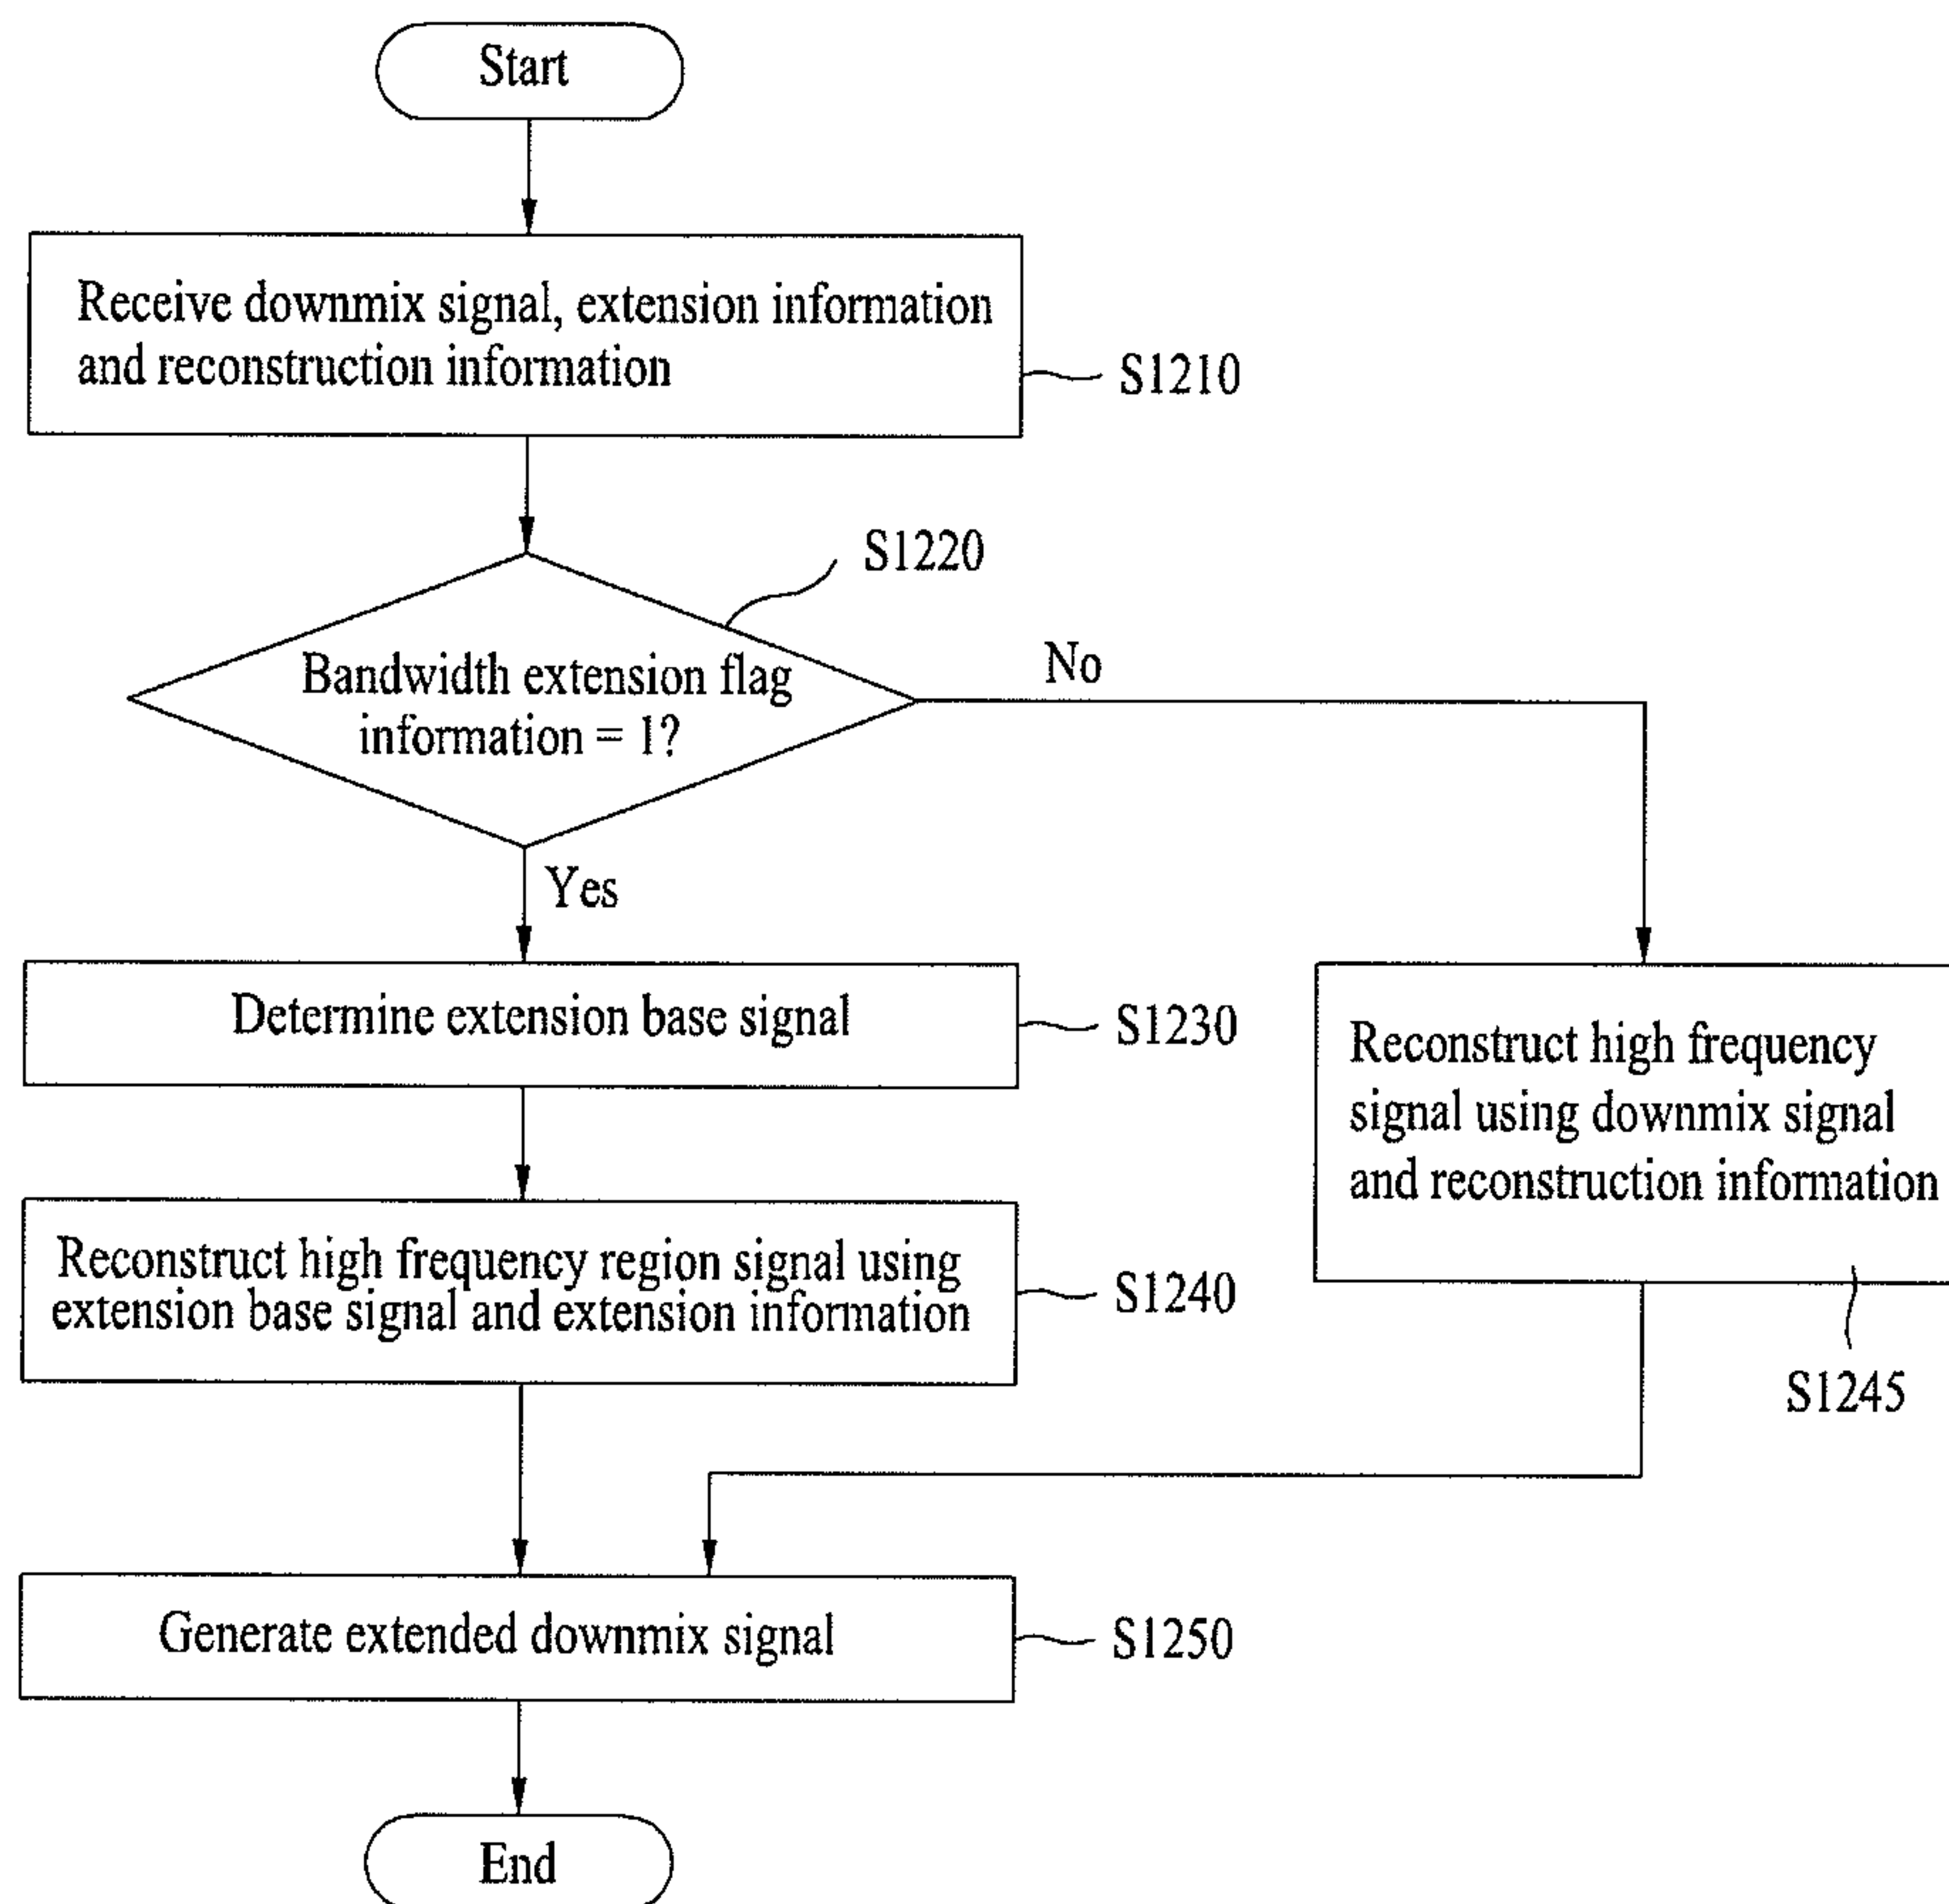 Start
Receive downmix signal, extension information
and reconstruction information
S1210
S1220
Bandwidth extension flag
information = 1?
No
Yes
Determine extension base signal
S1230
Reconstruct high frequency
signal using downmix signal
and reconstruction information
S1245
Reconstruct high frequency region signal using
extension base signal and extension information
S1240
Generate extended downmix signal
S1250
End